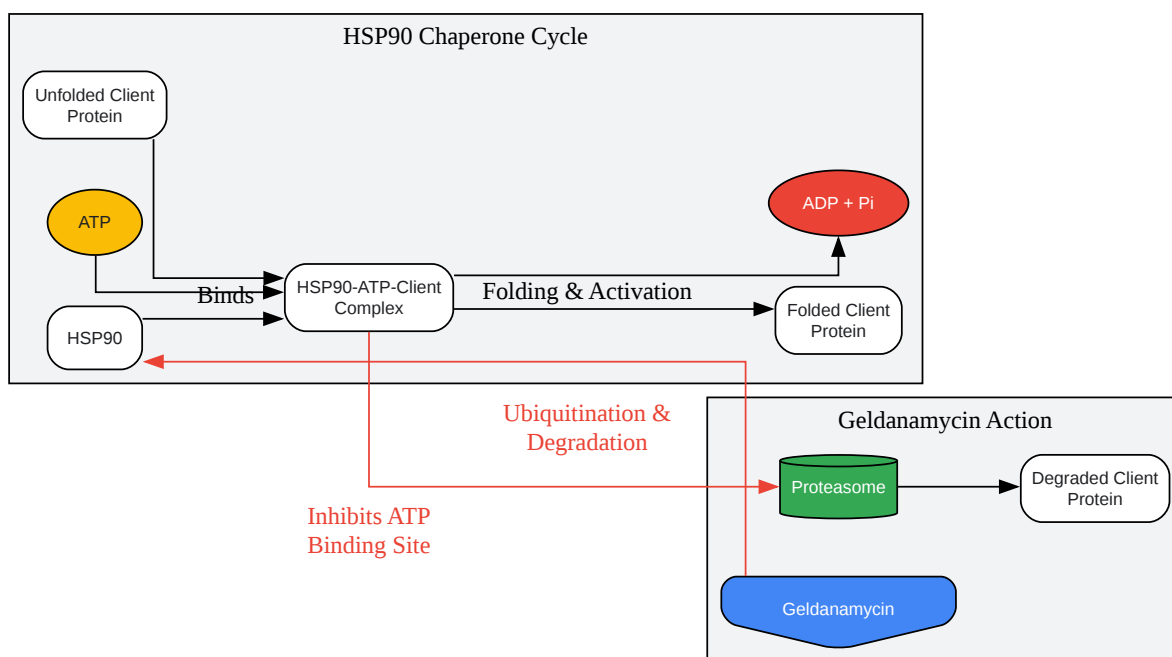 HSP90 Chaperone Cycle
Unfolded Client
Protein
ATP
ADP + Pi
Binds
HSP90-ATP-Client
Complex
Folding & Activation
HSP90
Folded Client
Protein
Ubiquitination &
Degradation
Geldanamycin Action
Proteasome
Degraded Client
Protein
Inhibits ATP
Binding Site
Geldanamycin